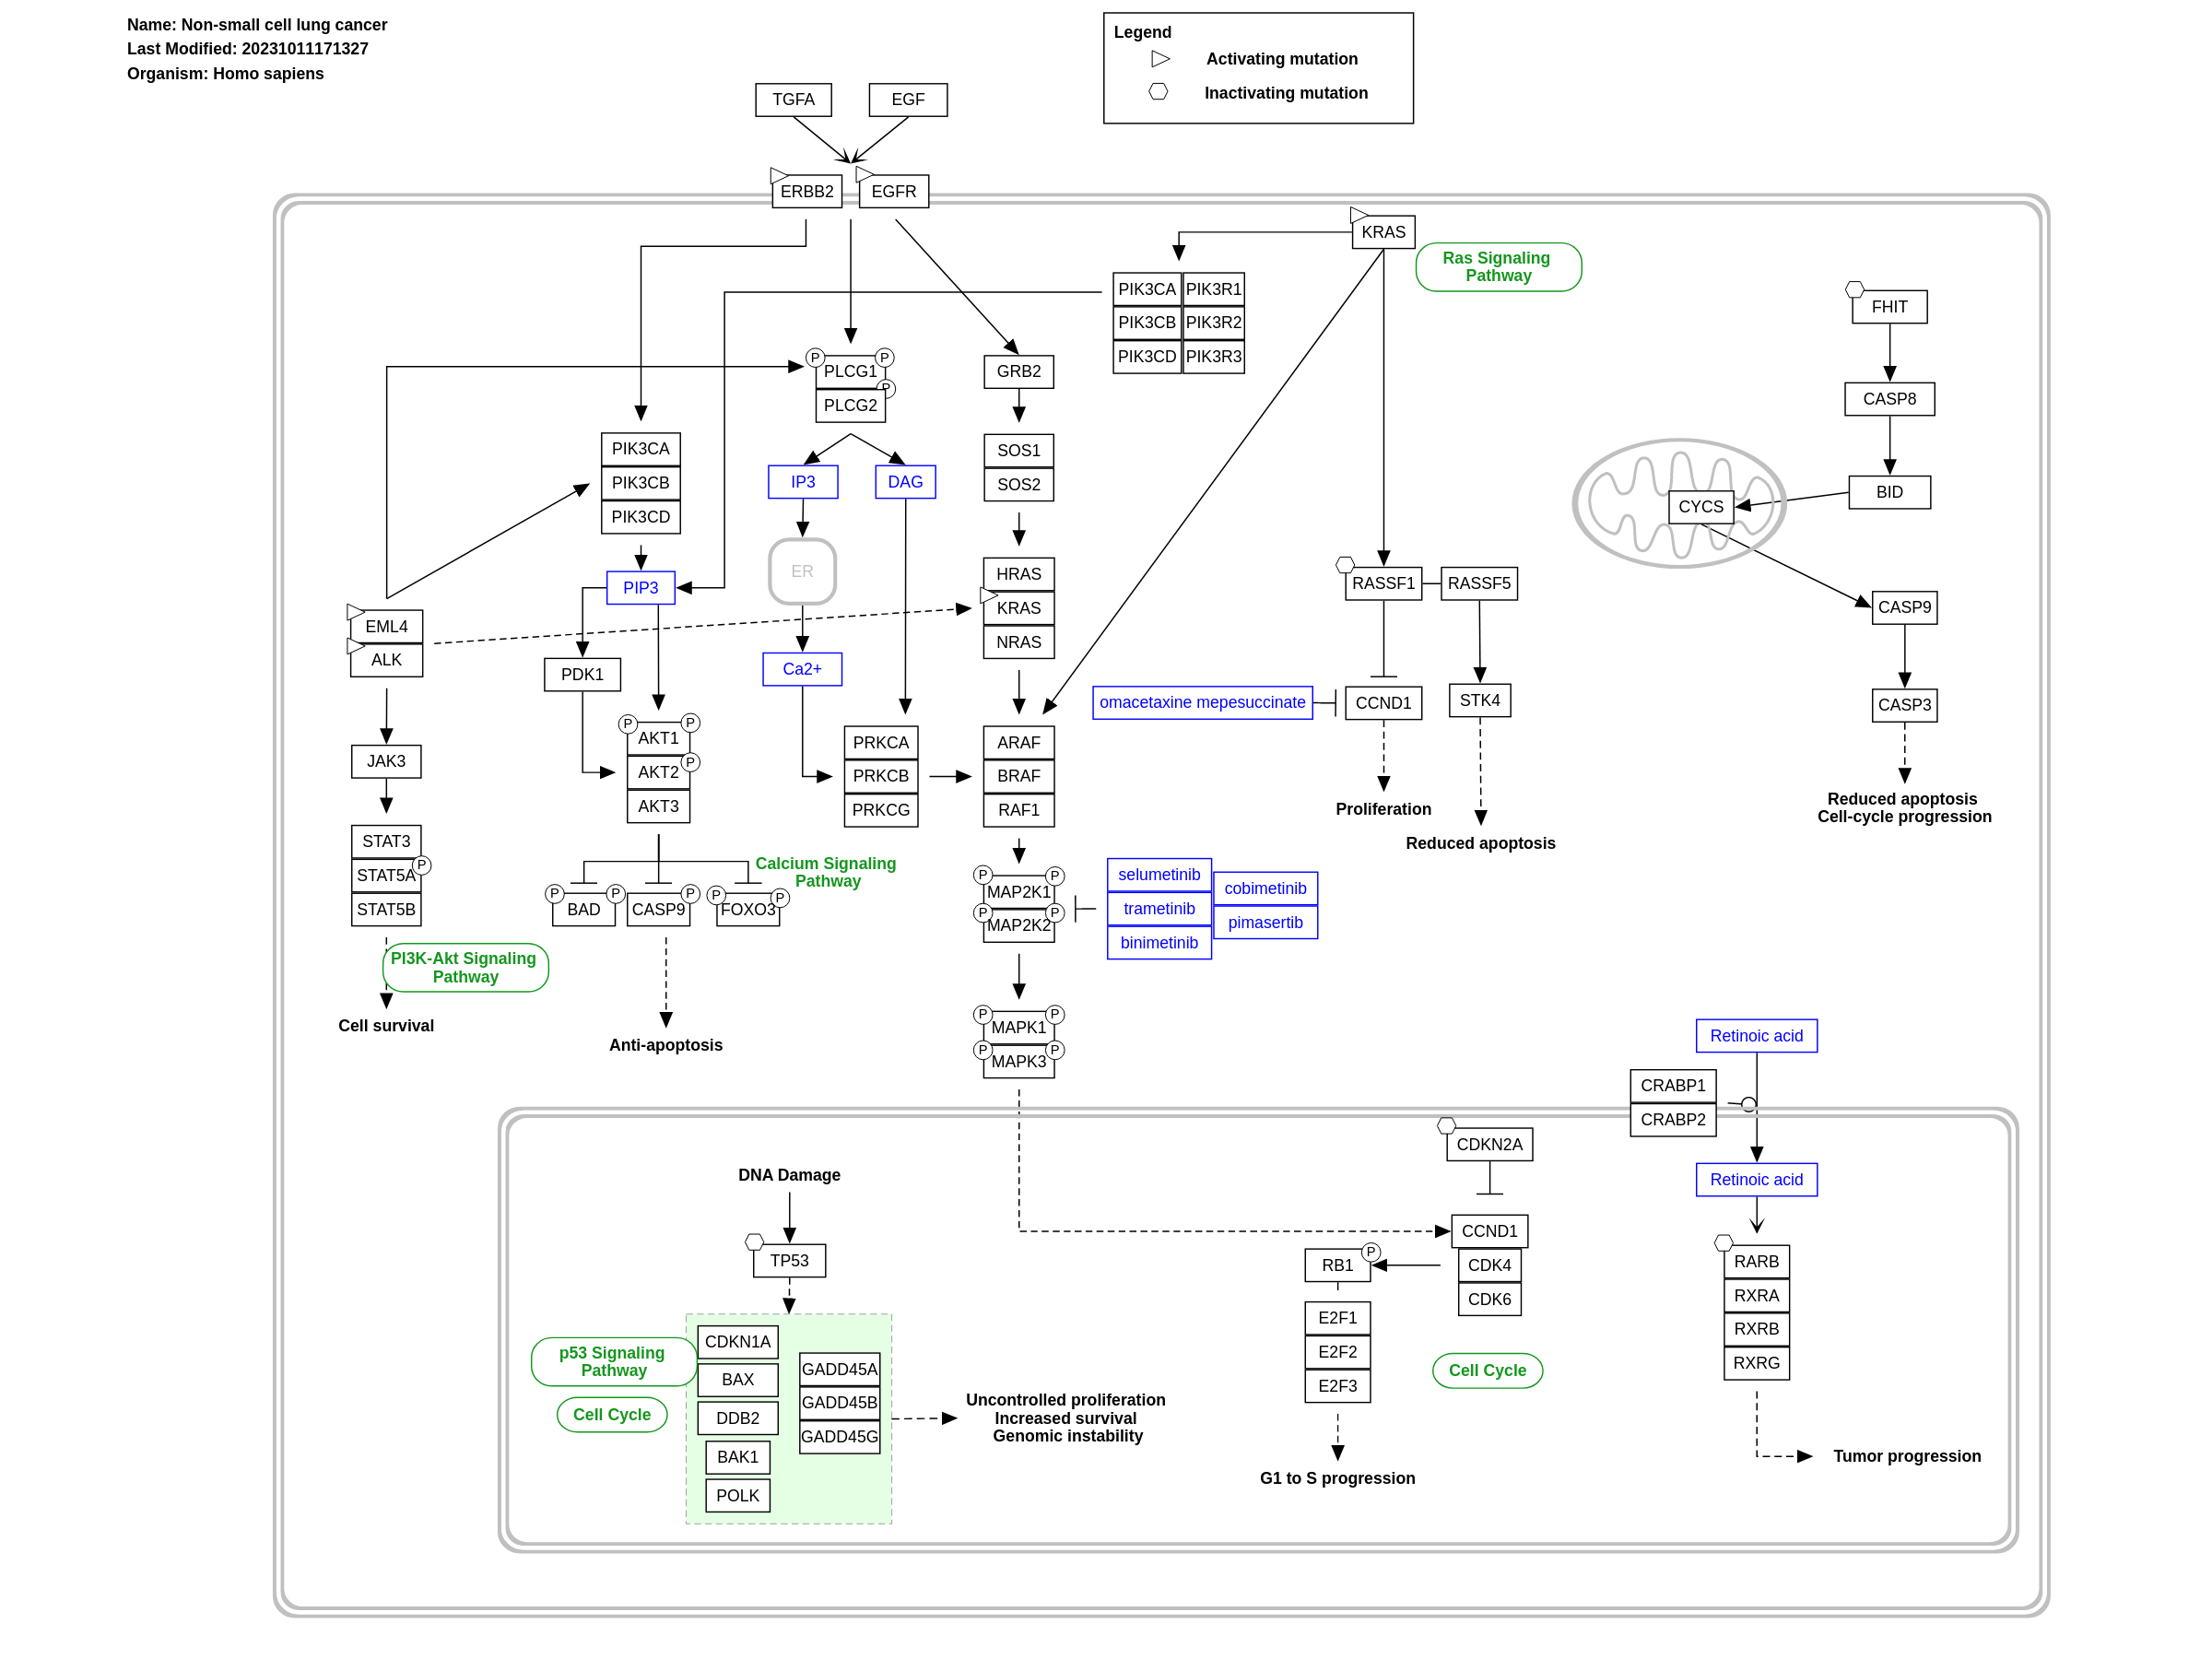 Name: Non-small cell lung cancer
Last Modified: 20231011171327
Organism: Homo sapiens
Legend
Activating mutation
Inactivating mutation
TGFA
EGF
ERBB2
EGFR
KRAS
Ras Signaling
Pathway
PIK3CA
PIK3R1
PIK3CB
PIK3R2
PIK3CD
PIK3R3
FHIT
CASP8
BID
CYCS
CASP9
CASP3
Reduced apoptosis
Cell-cycle progression
P
P
PLCG1
P
PLCG2
GRB2
SOS1
SOS2
PIK3CA
PIK3CB
PIK3CD
IP3
DAG
ER
PIP3
HRAS
KRAS
NRAS
RASSF1
RASSF5
EML4
ALK
PDK1
Ca2+
omacetaxine mepesuccinate
CCND1
STK4
Proliferation
Reduced apoptosis
JAK3
P
P
AKT1
P
AKT2
AKT3
PRKCA
PRKCB
PRKCG
ARAF
BRAF
RAF1
STAT3
P
STAT5A
STAT5B
Calcium Signaling
Pathway
P
P
BAD
P
CASP9
P
P
FOXO3
P
P
MAP2K1
P
P
MAP2K2
selumetinib
cobimetinib
trametinib
pimasertib
binimetinib
PI3K-Akt Signaling
Pathway
Cell survival
Anti-apoptosis
P
P
MAPK1
P
P
MAPK3
Retinoic acid
CRABP1
CRABP2
Retinoic acid
CDKN2A
DNA Damage
TP53
CCND1
CDK4
CDK6
P
RB1
E2F1
E2F2
E2F3
RARB
RXRA
RXRB
RXRG
p53 Signaling
Pathway
Cell Cycle
CDKN1A
BAX
DDB2
BAK1
POLK
GADD45A
GADD45B
GADD45G
Uncontrolled proliferation
Increased survival
Genomic instability
Cell Cycle
G1 to S progression
Tumor progression